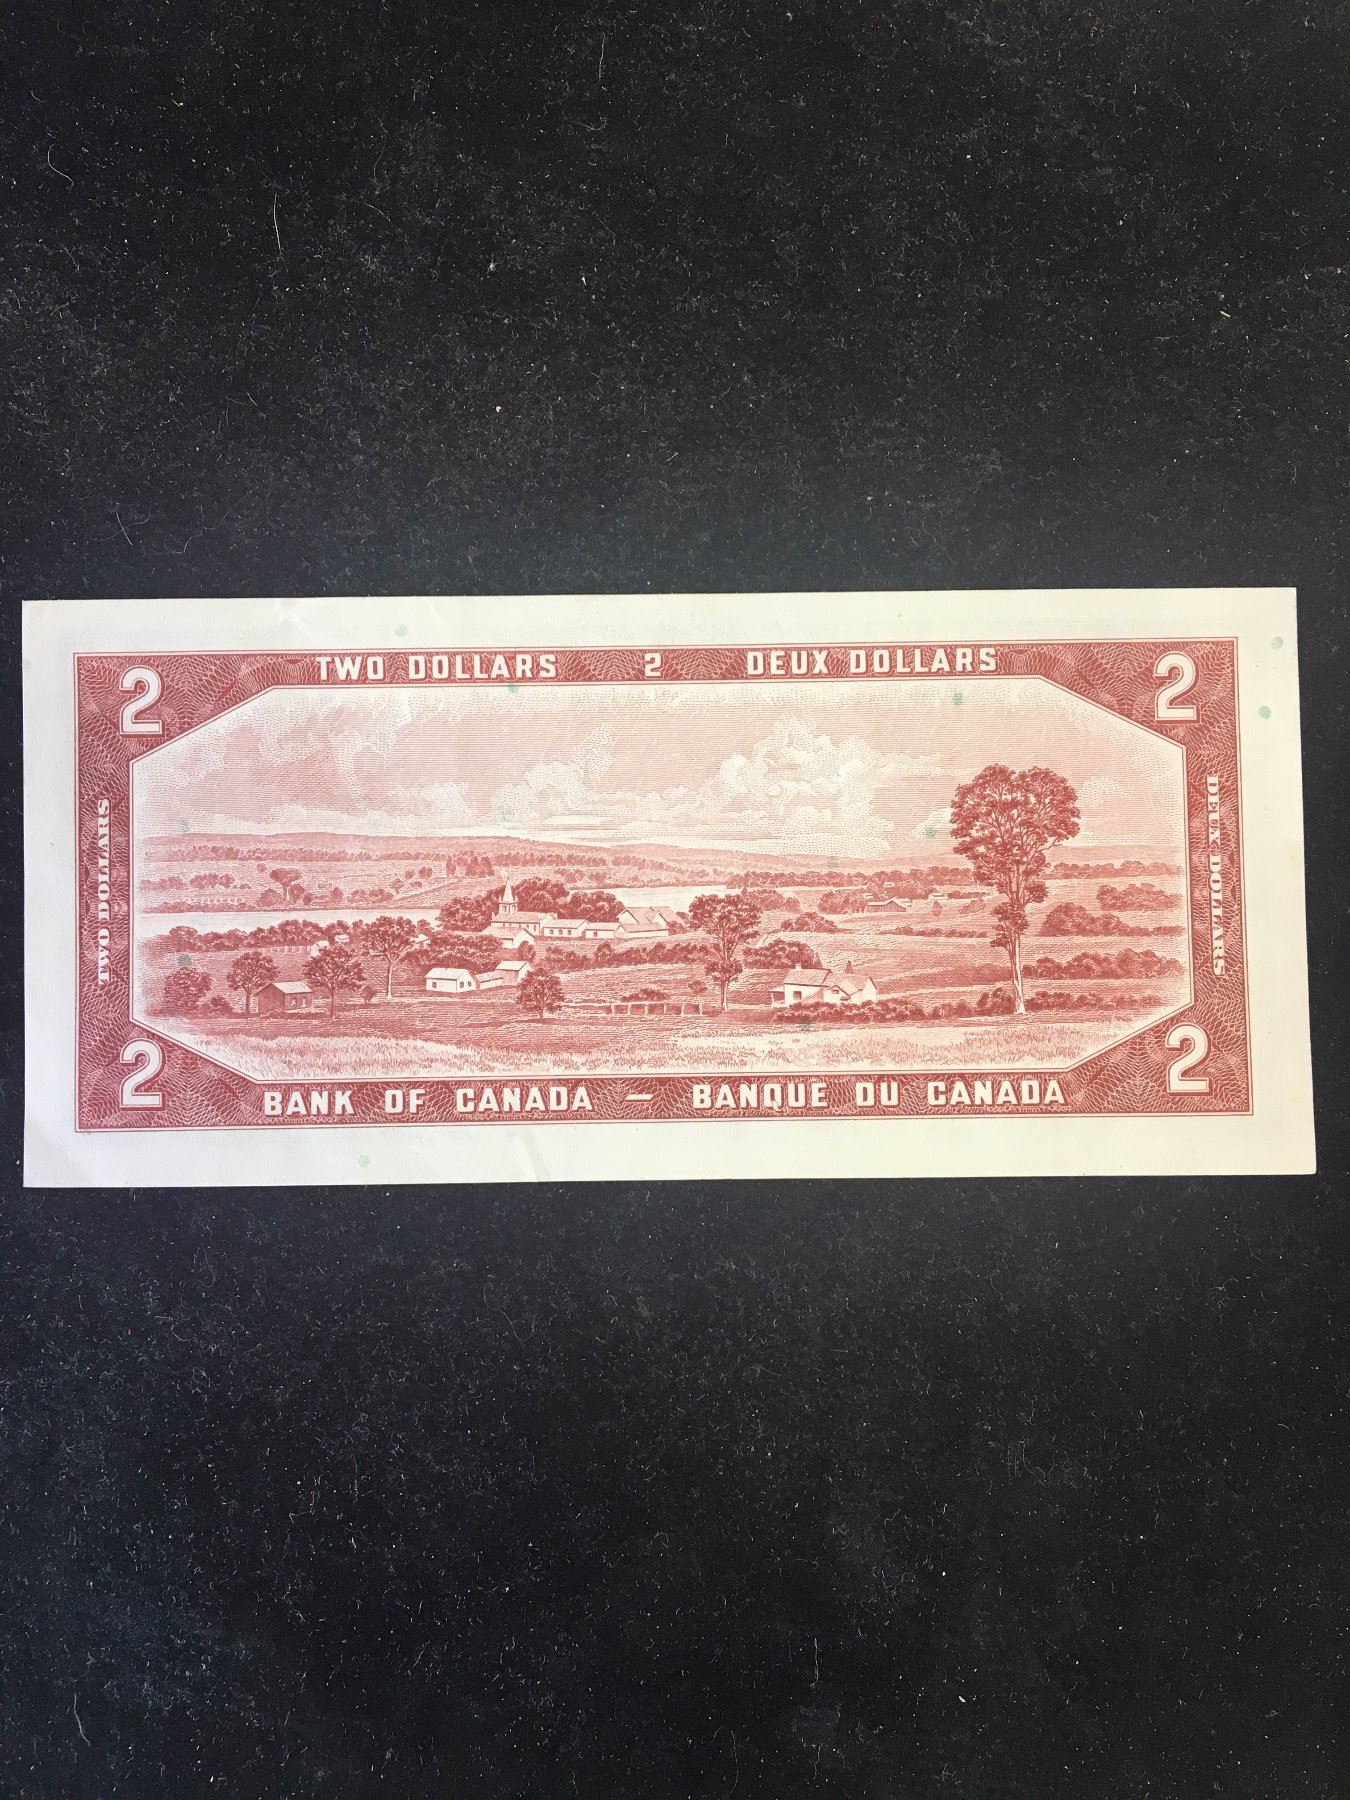 2 TWO DOLLARS 2 DEUX DOLLARS 2
TWO DOLLARS
DEUX DOLLARS
2 BANK OF CANADA — BANQUE DU CANADA 2